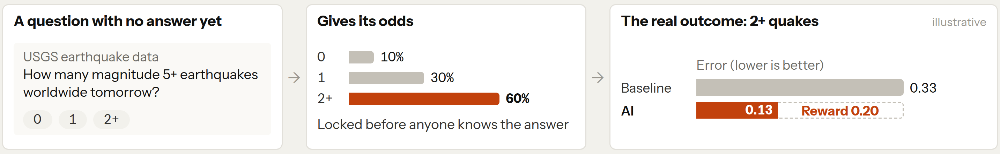 A question with no answer yet
USGS earthquake data
How many magnitude 5+ earthquakes
worldwide tomorrow?
0 1 2+
→
Gives its odds
0 10%
1 30%
2+ 60%
Locked before anyone knows the answer
→
The real outcome: 2+ quakes illustrative
Error (lower is better)
Baseline 0.33
AI 0.13 Reward 0.20